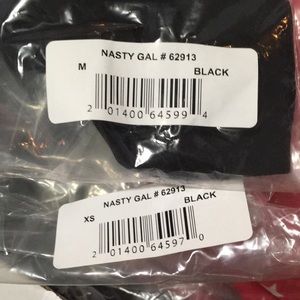 NASTY GAL # 62913
M BLACK
2 01400 64599 4
NASTY GAL # 62913
XS BLACK
2 01400 64597 0